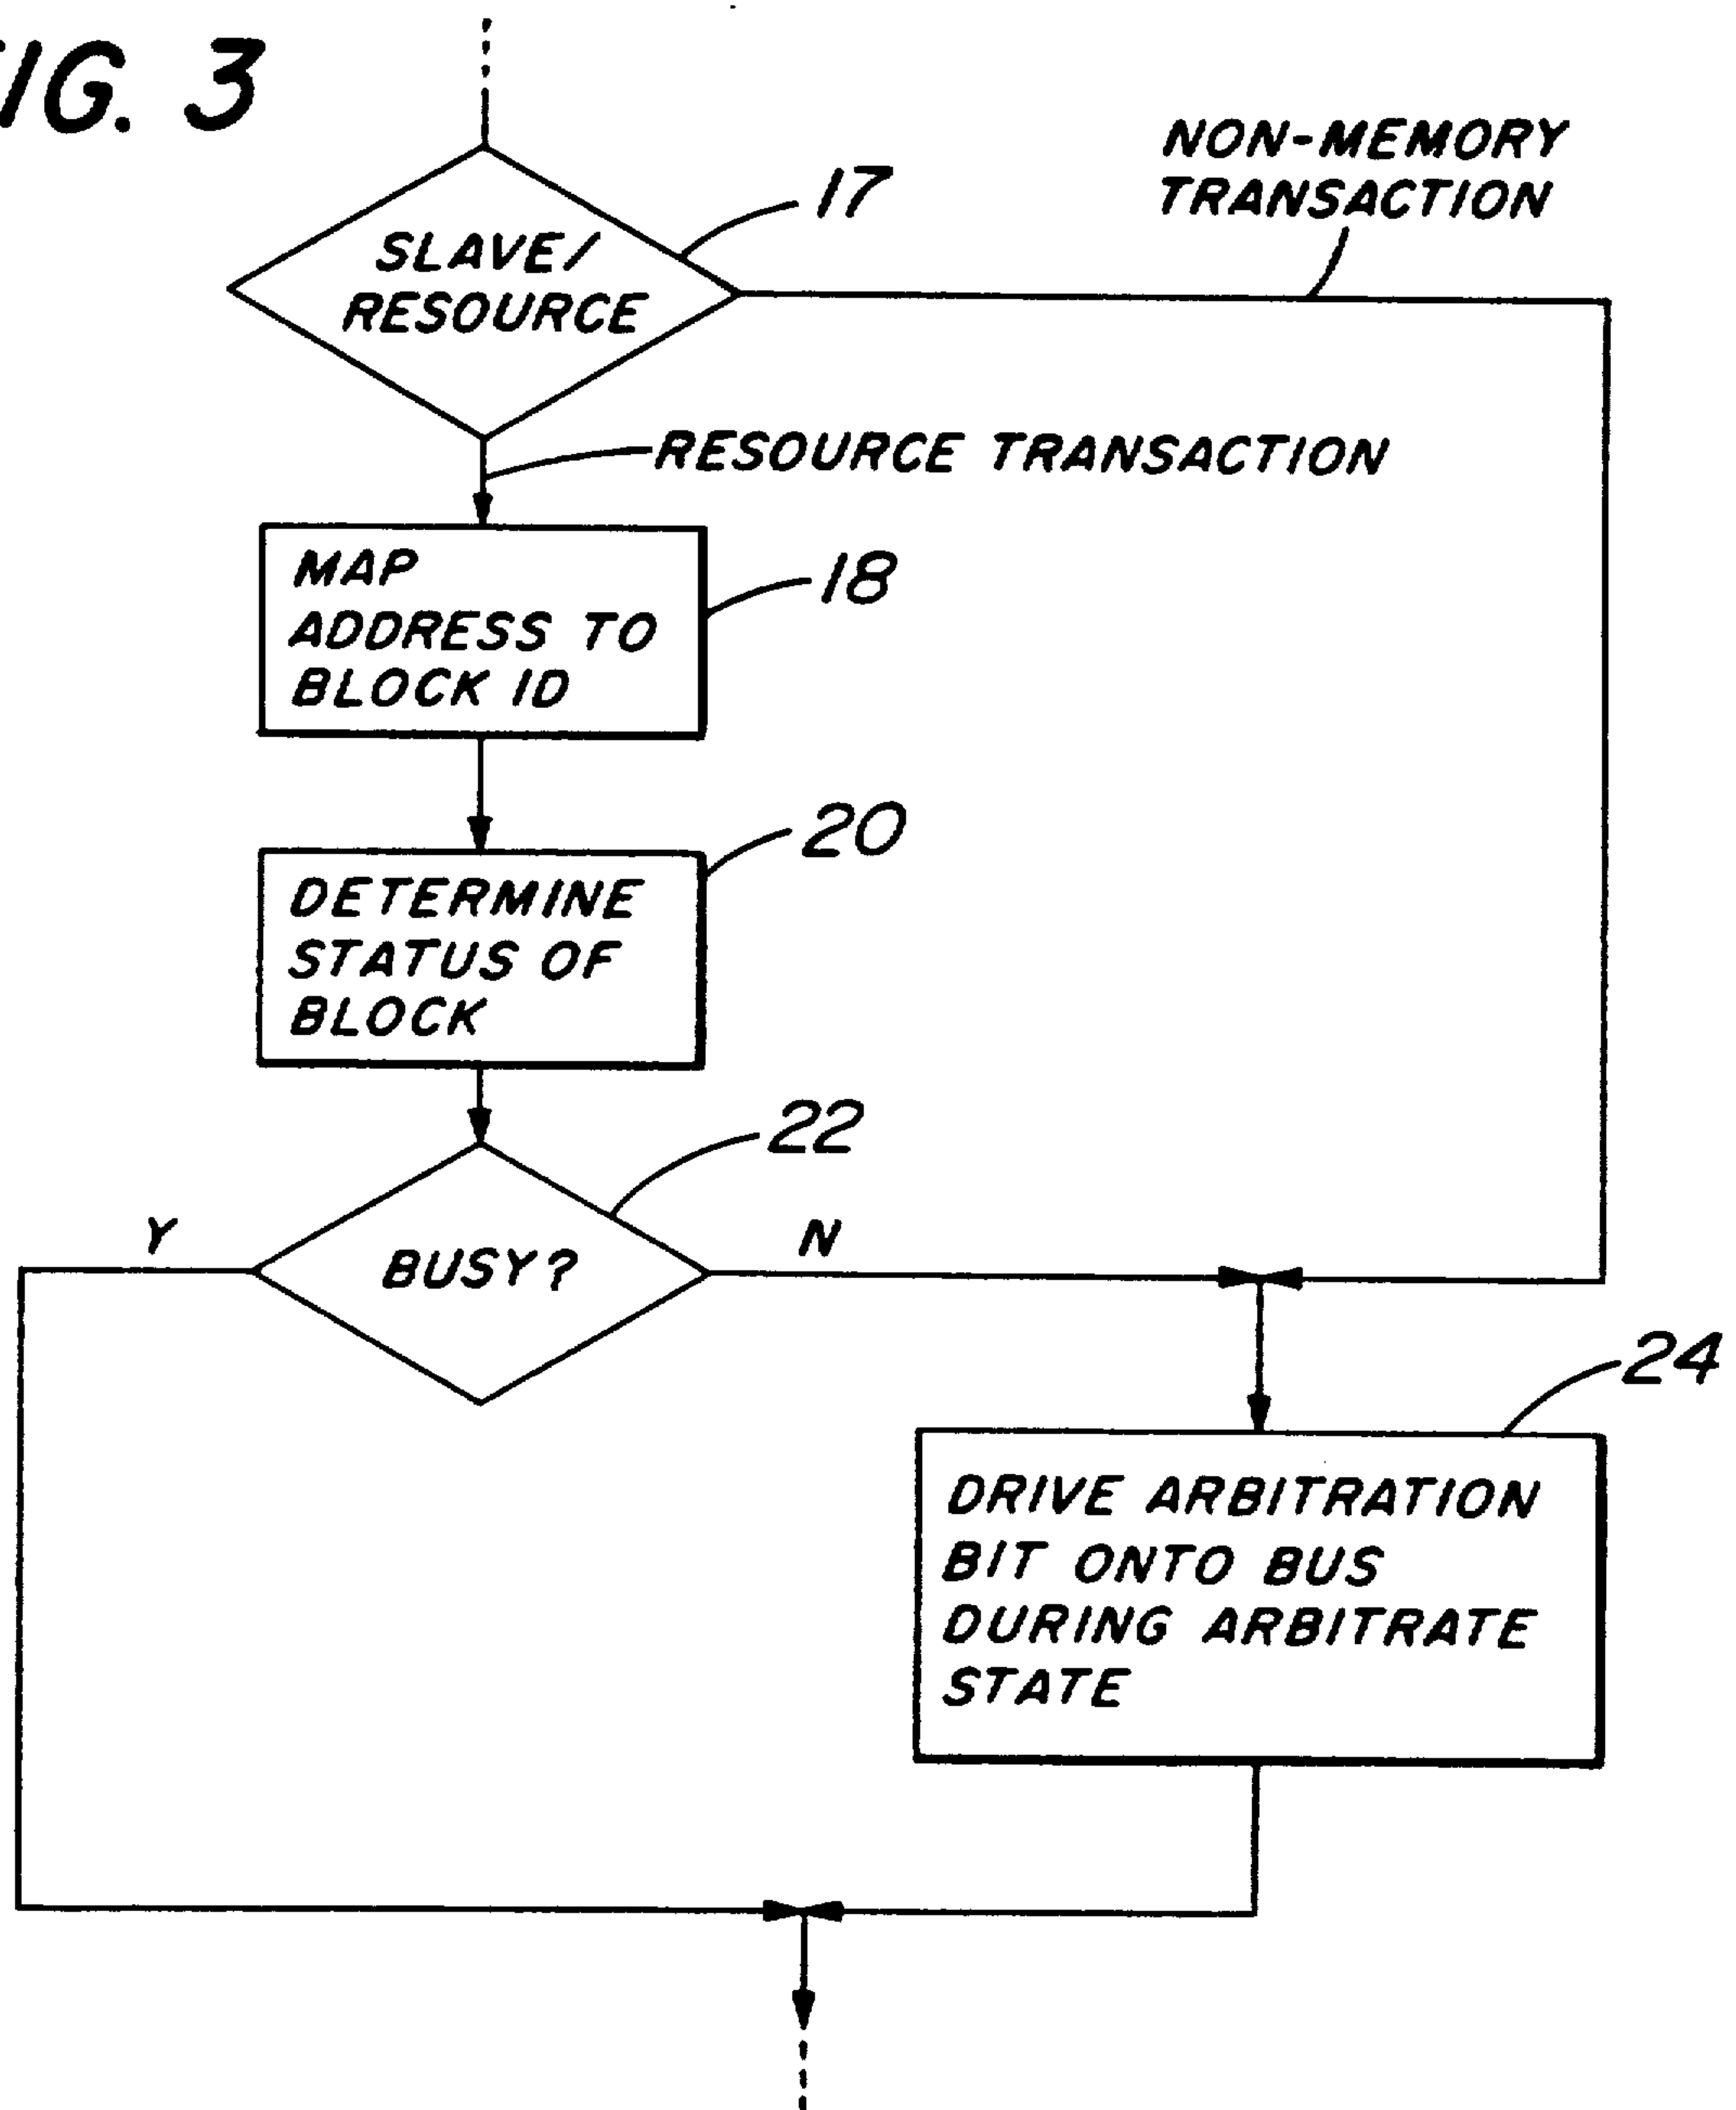 IG. 3
NON-MEMORY
TRANSACTION
17
SLAVE/
RESOURCE
RESOURCE TRANSACTION
MAP
ADDRESS TO
BLOCK ID
18
20
DETERMINE
STATUS OF
BLOCK
22
Y
BUSY?
N
24
DRIVE ARBITRATION
BIT ONTO BUS
DURING ARBITRATE
STATE